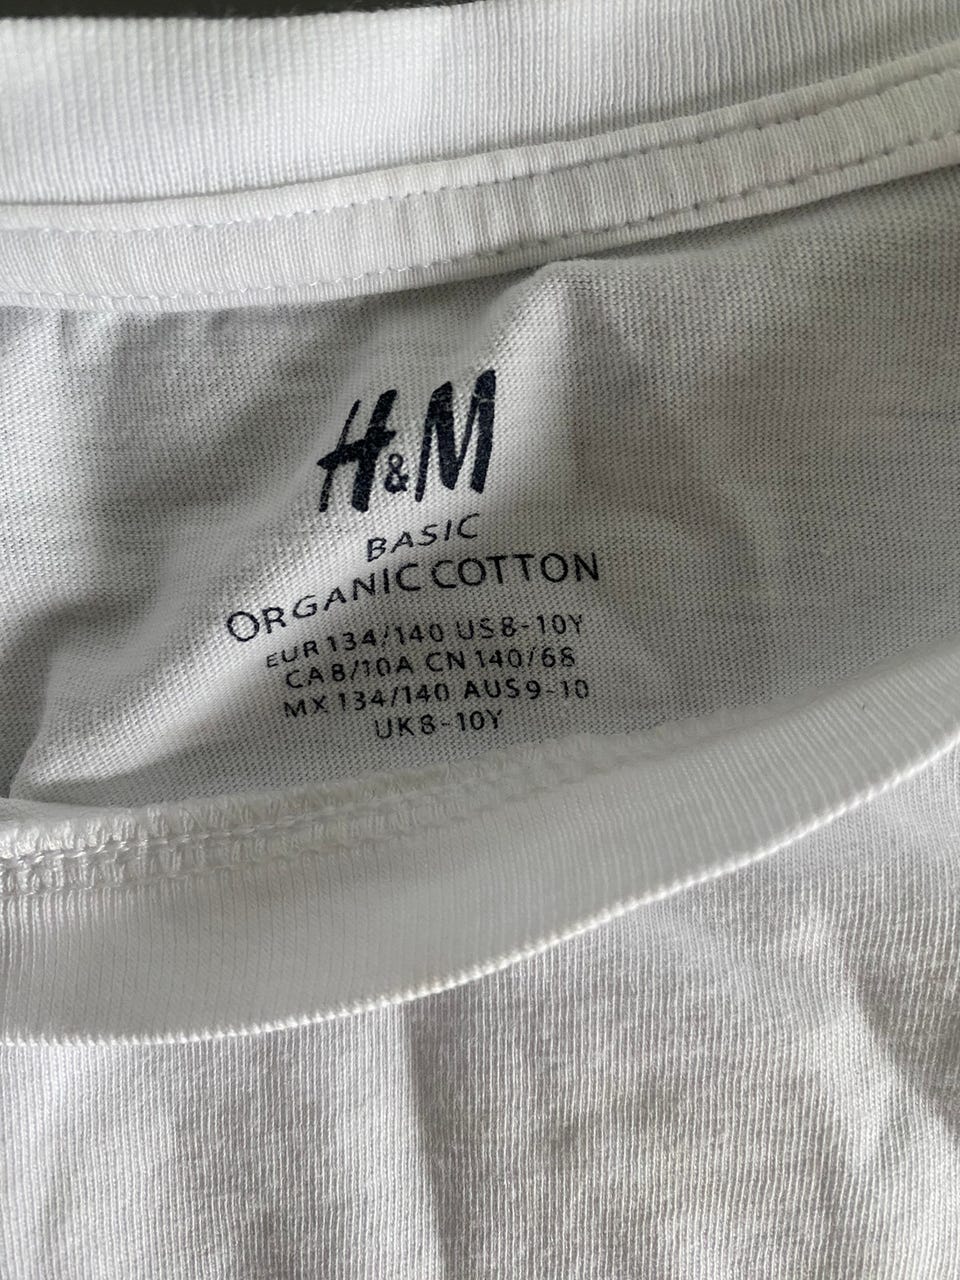 H&M
BASIC
ORGANIC COTTON
EUR 134/140 US 8-10Y
CA 8/10A CN 140/68
MX 134/140 AUS 9-10
UK 8-10Y